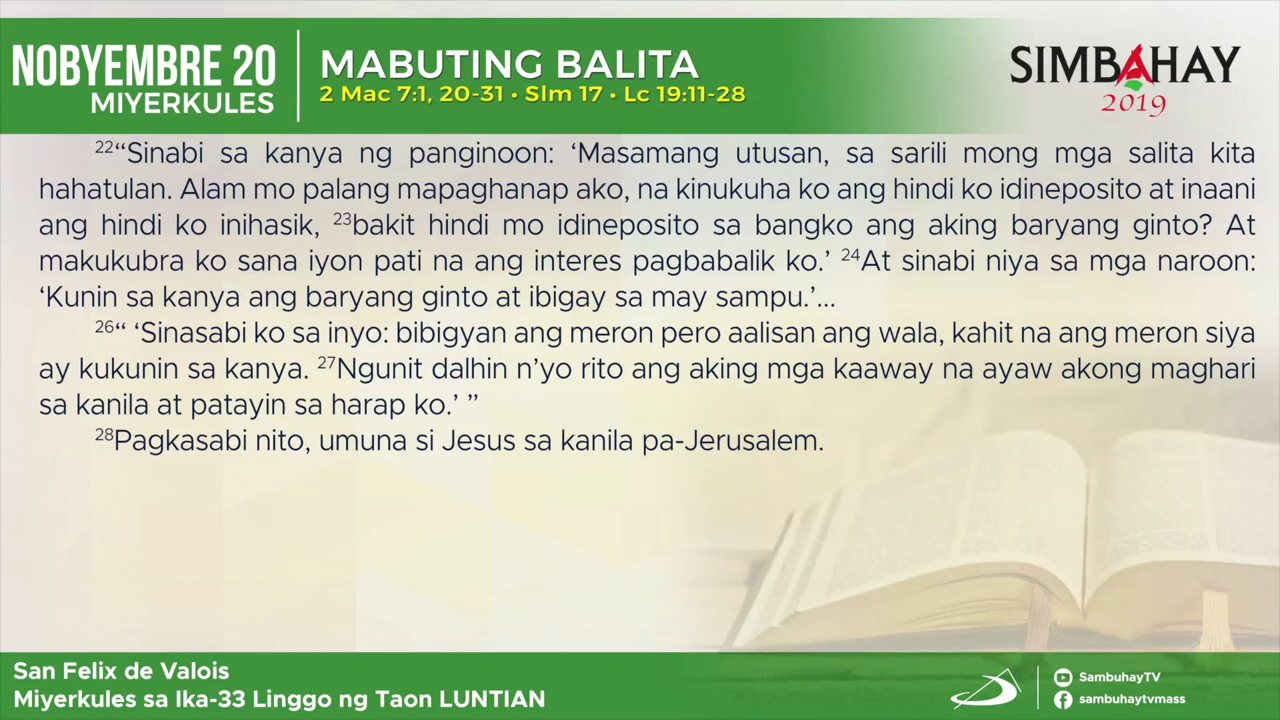 NOBYEMBRE 20
MIYERKULES
MABUTING BALITA
2 Mac 7:1, 20-31 • Slm 17 • Lc 19:11-28
SIMBAHAY
2019
22“Sinabi sa kanya ng panginoon: ‘Masamang utusan, sa sarili mong mga salita kita
hahatulan. Alam mo palang mapaghanap ako, na kinukuha ko ang hindi ko idineposito at inaani
ang hindi ko inihasik, 23bakit hindi mo idineposito sa bangko ang aking baryang ginto? At
makukubra ko sana iyon pati na ang interes pagbabalik ko.’ 24At sinabi niya sa mga naroon:
‘Kunin sa kanya ang baryang ginto at ibigay sa may sampu.’...
26“ ‘Sinasabi ko sa inyo: bibigyan ang meron pero aalisan ang wala, kahit na ang meron siya
ay kukunin sa kanya. 27Ngunit dalhin n’yo rito ang aking mga kaaway na ayaw akong maghari
sa kanila at patayin sa harap ko.’ ”
28Pagkasabi nito, umuna si Jesus sa kanila pa-Jerusalem.
San Felix de Valois
Miyerkules sa Ika-33 Linggo ng Taon LUNTIAN
SambuhayTV
sambuhaytvmass